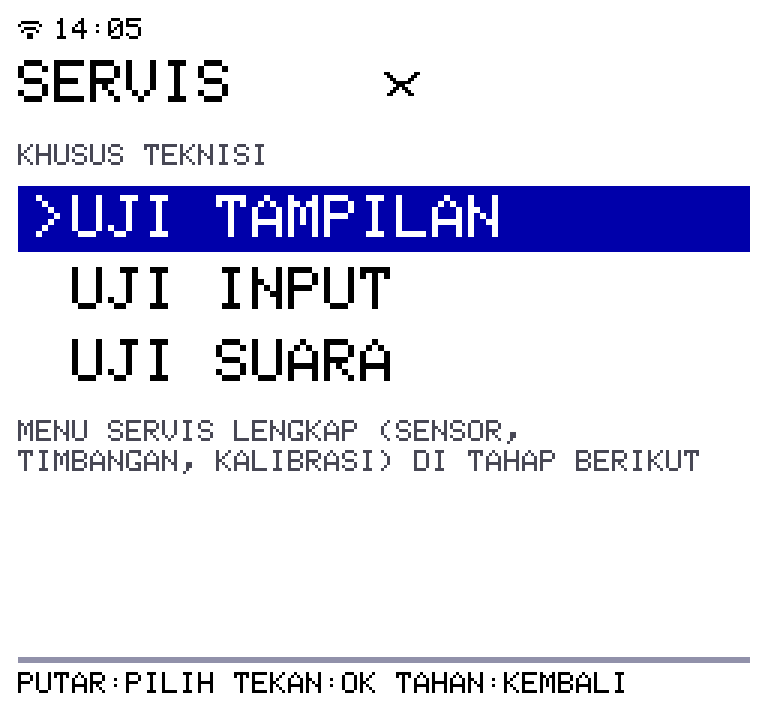 14:05
SERVIS
KHUSUS TEKNISI
>UJI TAMPILAN
UJI INPUT
UJI SUARA
MENU SERVIS LENGKAP (SENSOR,
TIMBANGAN, KALIBRASI) DI TAHAP BERIKUT
PUTAR:PILIH TEKAN:OK TAHAN:KEMBALI